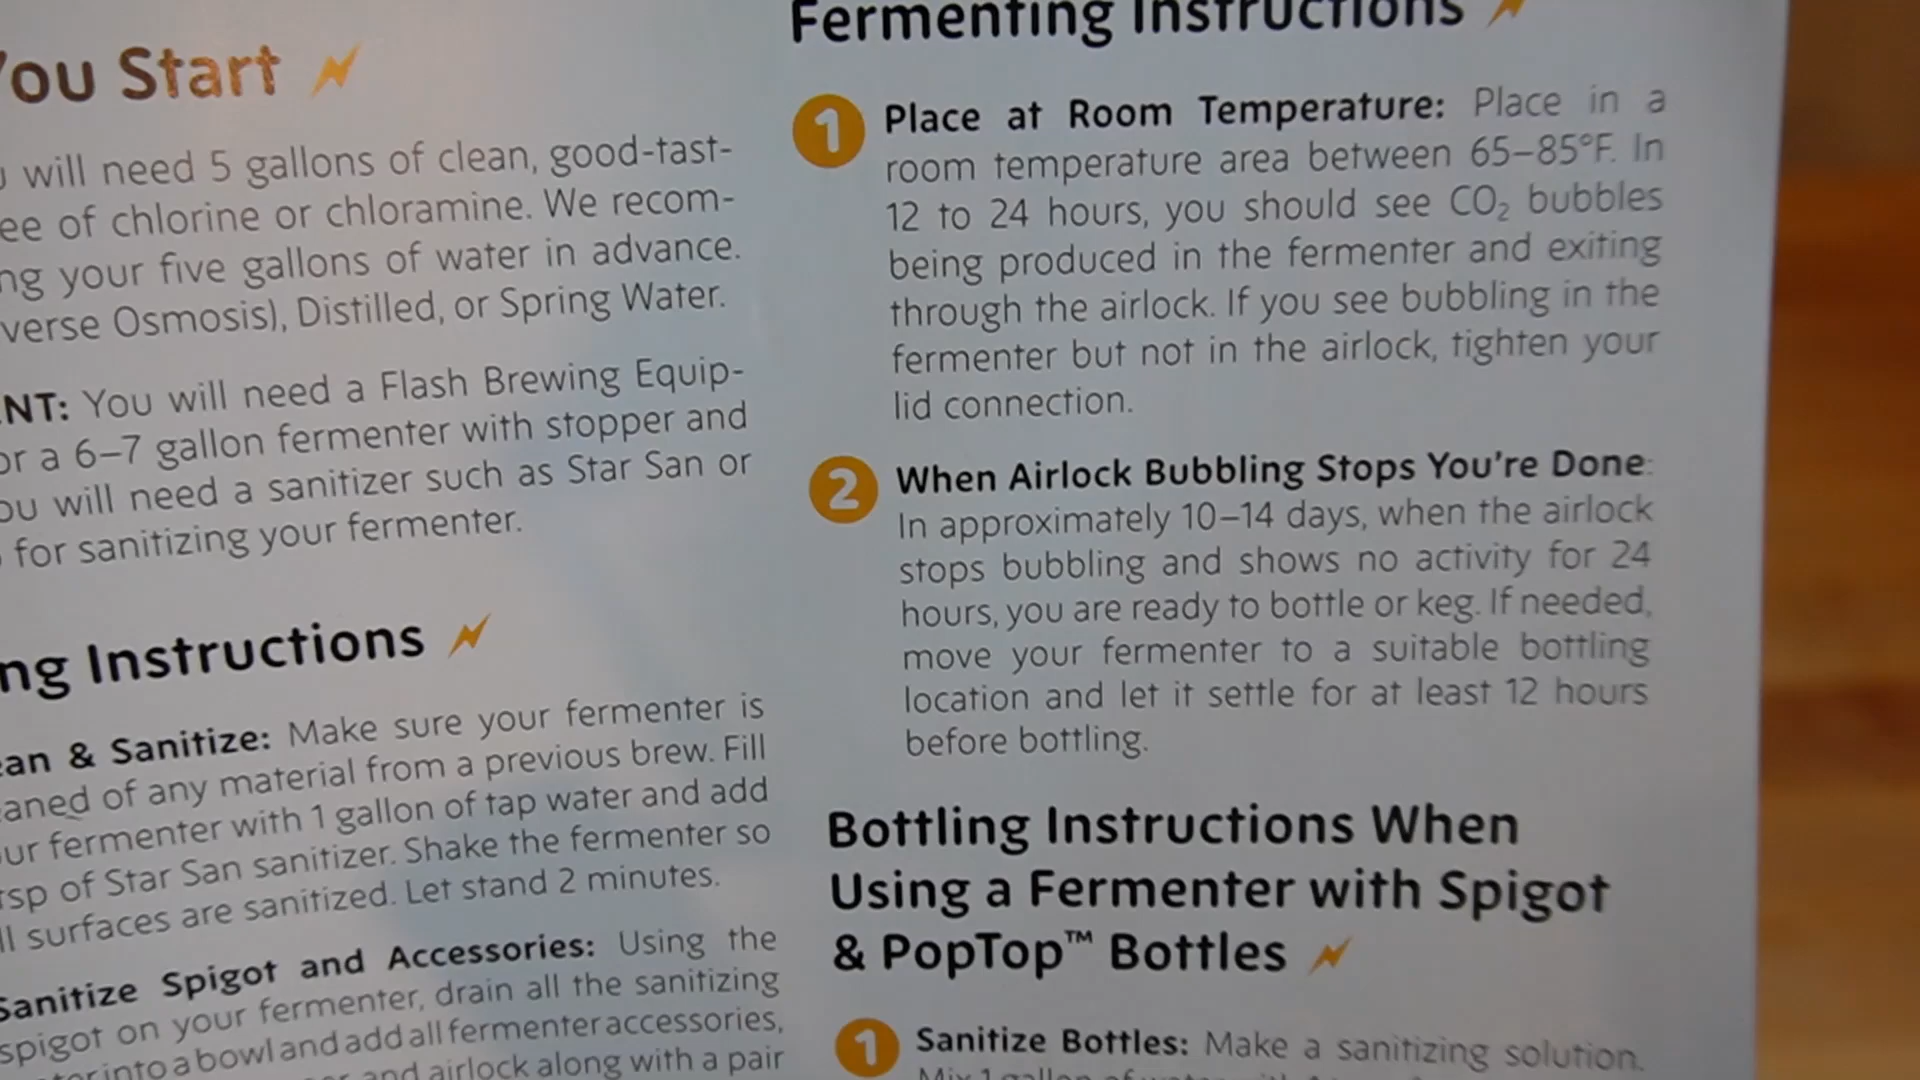 You Start
will need 5 gallons of clean, good-tast-
of chlorine or chloramine. We recom-
your five gallons of water in advance.
Osmosis), Distilled, or Spring Water.
You will need a Flash Brewing Equip-
a 6–7 gallon fermenter with stopper and
will need a sanitizer such as Star San or
for sanitizing your fermenter.
Instructions
& Sanitize: Make sure your fermenter is
of any material from a previous brew. Fill
fermenter with 1 gallon of tap water and add
of Star San sanitizer. Shake the fermenter so
surfaces are sanitized. Let stand 2 minutes.
Sanitize Spigot and Accessories: Using the
spigot on your fermenter, drain all the sanitizing
into a bowl and add all fermenter accessories,
and airlock along with a pair
Fermenting Instructions
1 Place at Room Temperature: Place in a
room temperature area between 65–85°F. In
12 to 24 hours, you should see CO₂ bubbles
being produced in the fermenter and exiting
through the airlock. If you see bubbling in the
fermenter but not in the airlock, tighten your
lid connection.
2 When Airlock Bubbling Stops You're Done:
In approximately 10–14 days, when the airlock
stops bubbling and shows no activity for 24
hours, you are ready to bottle or keg. If needed,
move your fermenter to a suitable bottling
location and let it settle for at least 12 hours
before bottling.
Bottling Instructions When
Using a Fermenter with Spigot
& PopTop™ Bottles
1 Sanitize Bottles: Make a sanitizing solution.